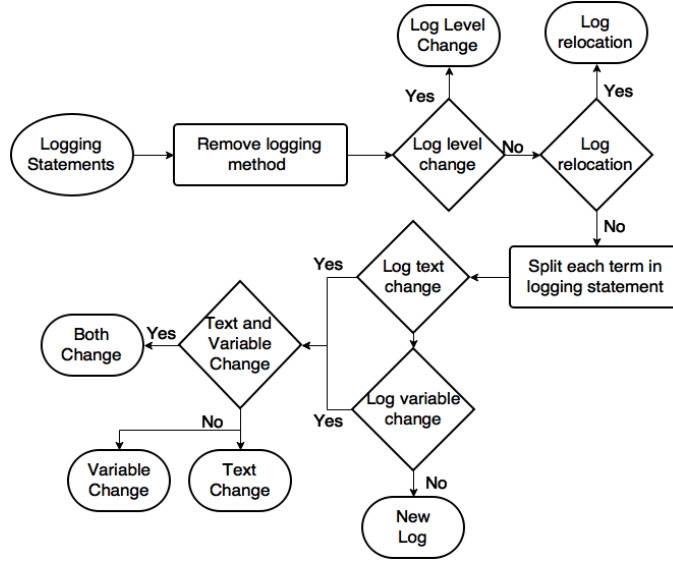 Log Level
Change
Log
relocation
Yes
Yes
Logging
Statements
Remove logging
method
Log level
change
No
Log
relocation
No
Yes
Log text
change
Split each term in
logging statement
Both
Change
Yes
Text and
Variable
Change
Log variable
change
Yes
No
Variable
Change
Text
Change
No
New
Log